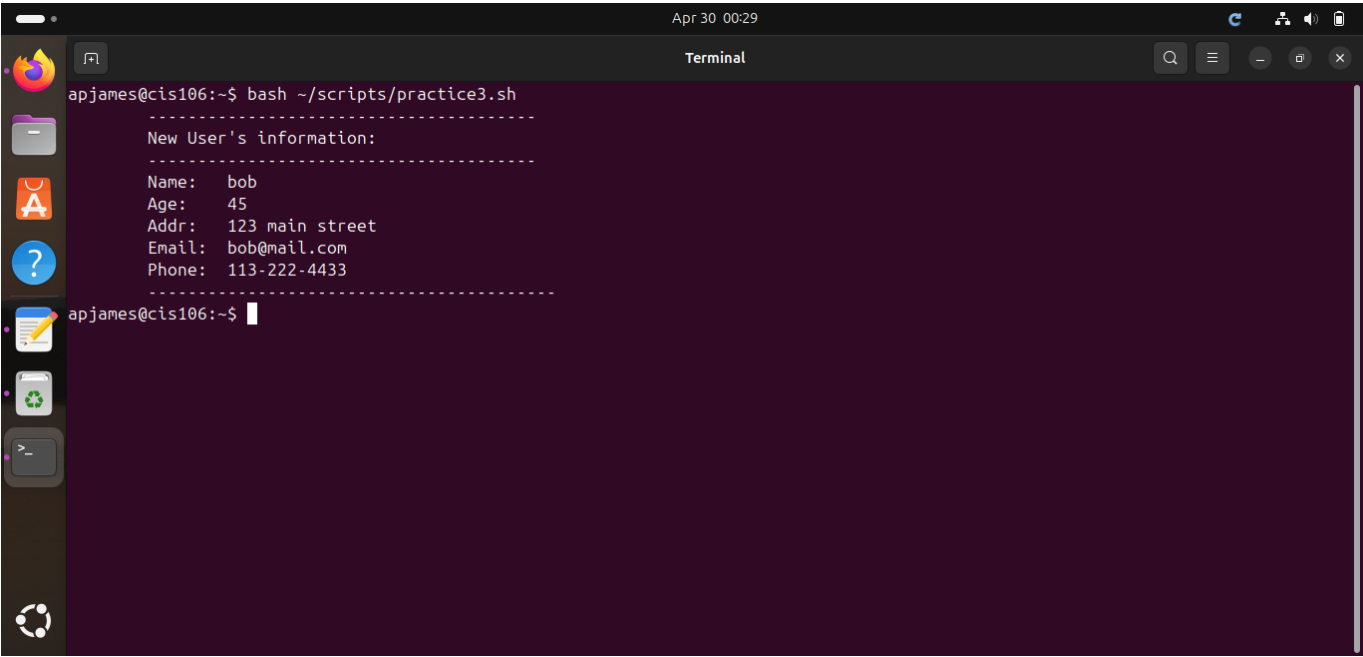 Apr 30 00:29
Terminal
apjames@cis106:~$ bash ~/scripts/practice3.sh
---------------------------------------
New User's information:
---------------------------------------
Name: bob
Age: 45
Addr: 123 main street
Email: bob@mail.com
Phone: 113-222-4433
-----------------------------------------
apjames@cis106:~$